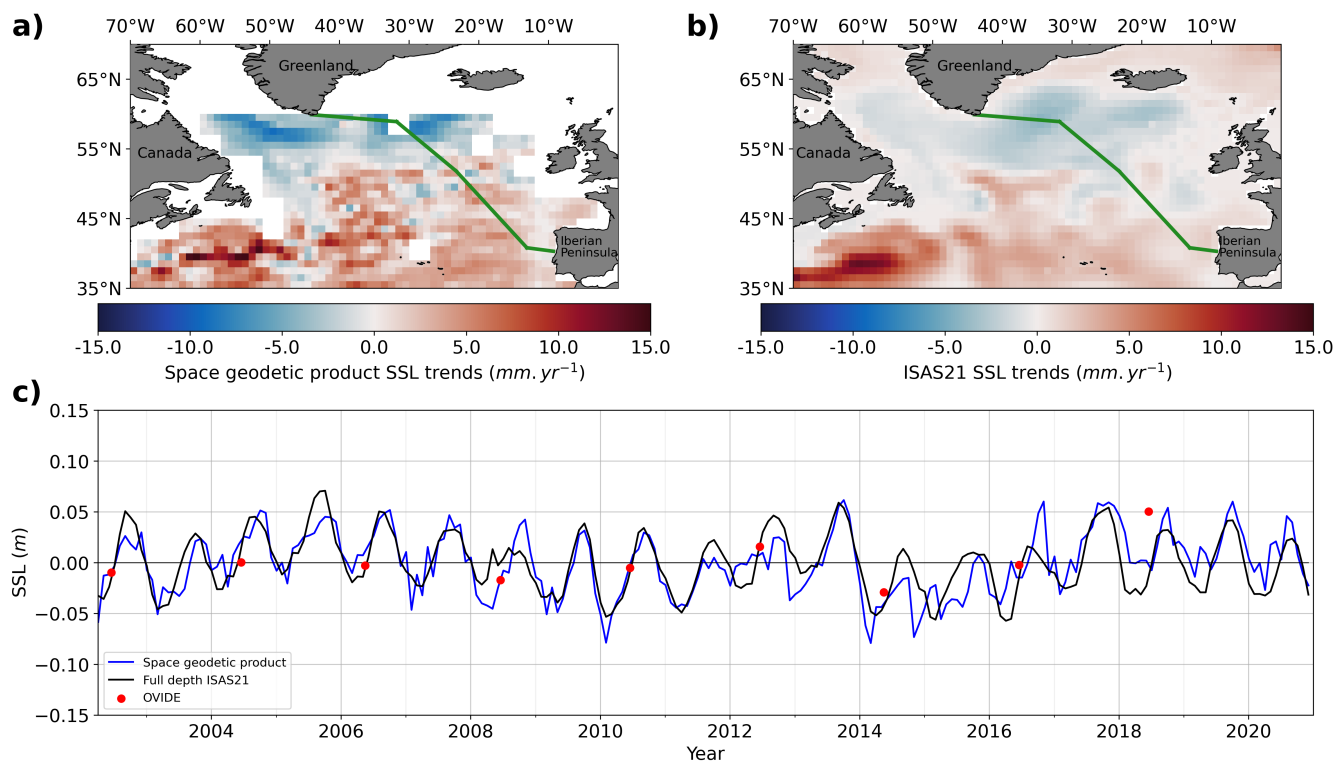 a)
70°W 60°W 50°W 40°W 30°W 20°W 10°W
65°N
55°N
45°N
35°N
Greenland
Canada
Iberian
Peninsula
-15.0 -10.0 -5.0 0.0 5.0 10.0 15.0
Space geodetic product SSL trends (mm.yr⁻¹)
b)
70°W 60°W 50°W 40°W 30°W 20°W 10°W
65°N
55°N
45°N
35°N
Greenland
Canada
Iberian
Peninsula
-15.0 -10.0 -5.0 0.0 5.0 10.0 15.0
ISAS21 SSL trends (mm.yr⁻¹)
c)
0.15
0.10
0.05
0.00
−0.05
−0.10
−0.15
SSL (m)
Space geodetic product
Full depth ISAS21
OVIDE
2004 2006 2008 2010 2012 2014 2016 2018 2020
Year